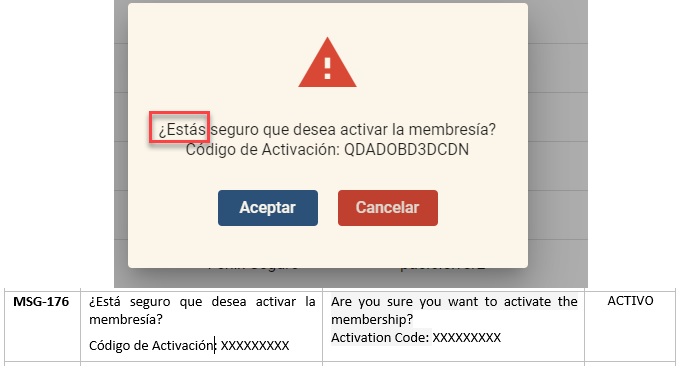 ¿Estás seguro que desea activar la membresía?
Código de Activación: QDADOBD3DCDN
Aceptar
Cancelar
MSG-176
¿Está seguro que desea activar la
membresía?
Código de Activación: XXXXXXXXX
Are you sure you want to activate the
membership?
Activation Code: XXXXXXXXX
ACTIVO